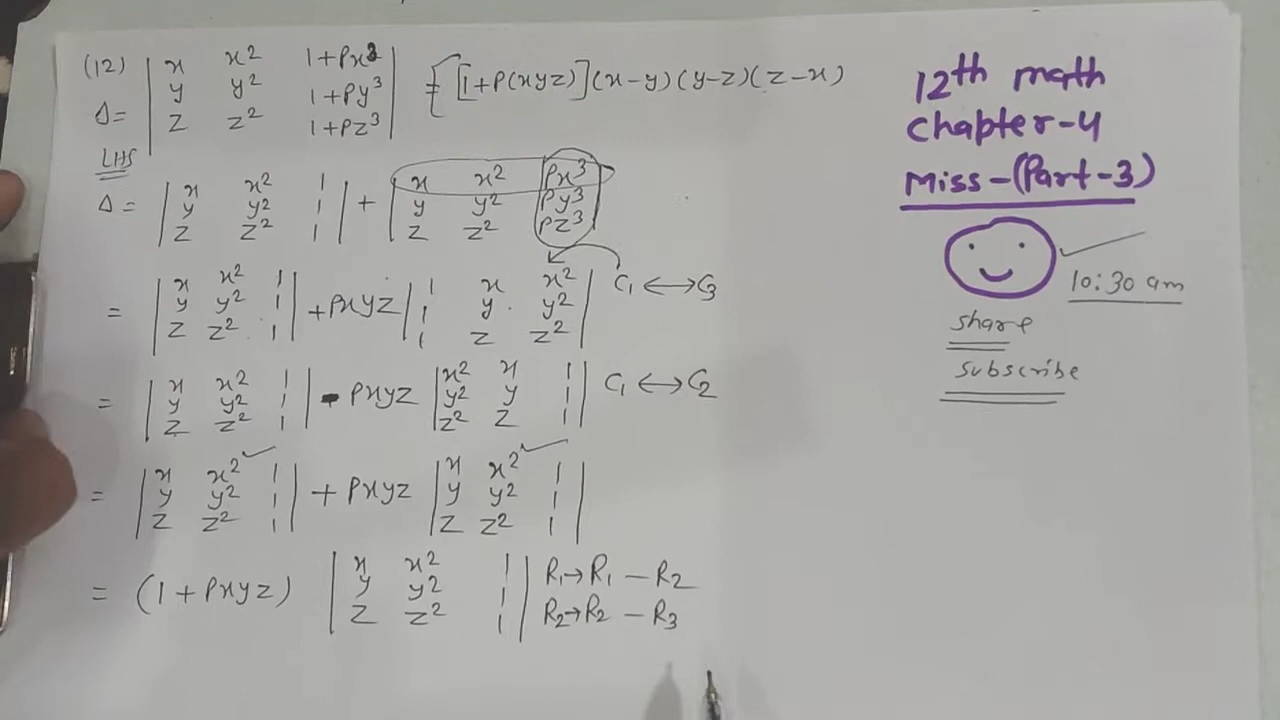 (12) Δ = | x x² 1+Px³ | = [1+P(xyz)](x-y)(y-z)(z-x)
| y y² 1+Py³ |
| z z² 1+Pz³ |
LHS
Δ = | x x² 1 | + | x x² Px³ |
| y y² 1 | | y y² Py³ |
| z z² 1 | | z z² Pz³ |
= | x x² 1 | + Pxyz | 1 x x² | C₁ ↔ C₃
| y y² 1 | | 1 y y² |
| z z² 1 | | 1 z z² |
= | x x² 1 | - Pxyz | x² x 1 | C₁ ↔ C₂
| y y² 1 | | y² y 1 |
| z z² 1 | | z² z 1 |
= | x x² 1 | + Pxyz | x x² 1 |
| y y² 1 | | y y² 1 |
| z z² 1 | | z z² 1 |
= (1+Pxyz) | x x² 1 | R₁→R₁ - R₂
| y y² 1 |
| z z² 1 | R₂→R₂ - R₃
12th math
Chapter-4
Miss-(Part-3)
10:30 am
share
subscribe